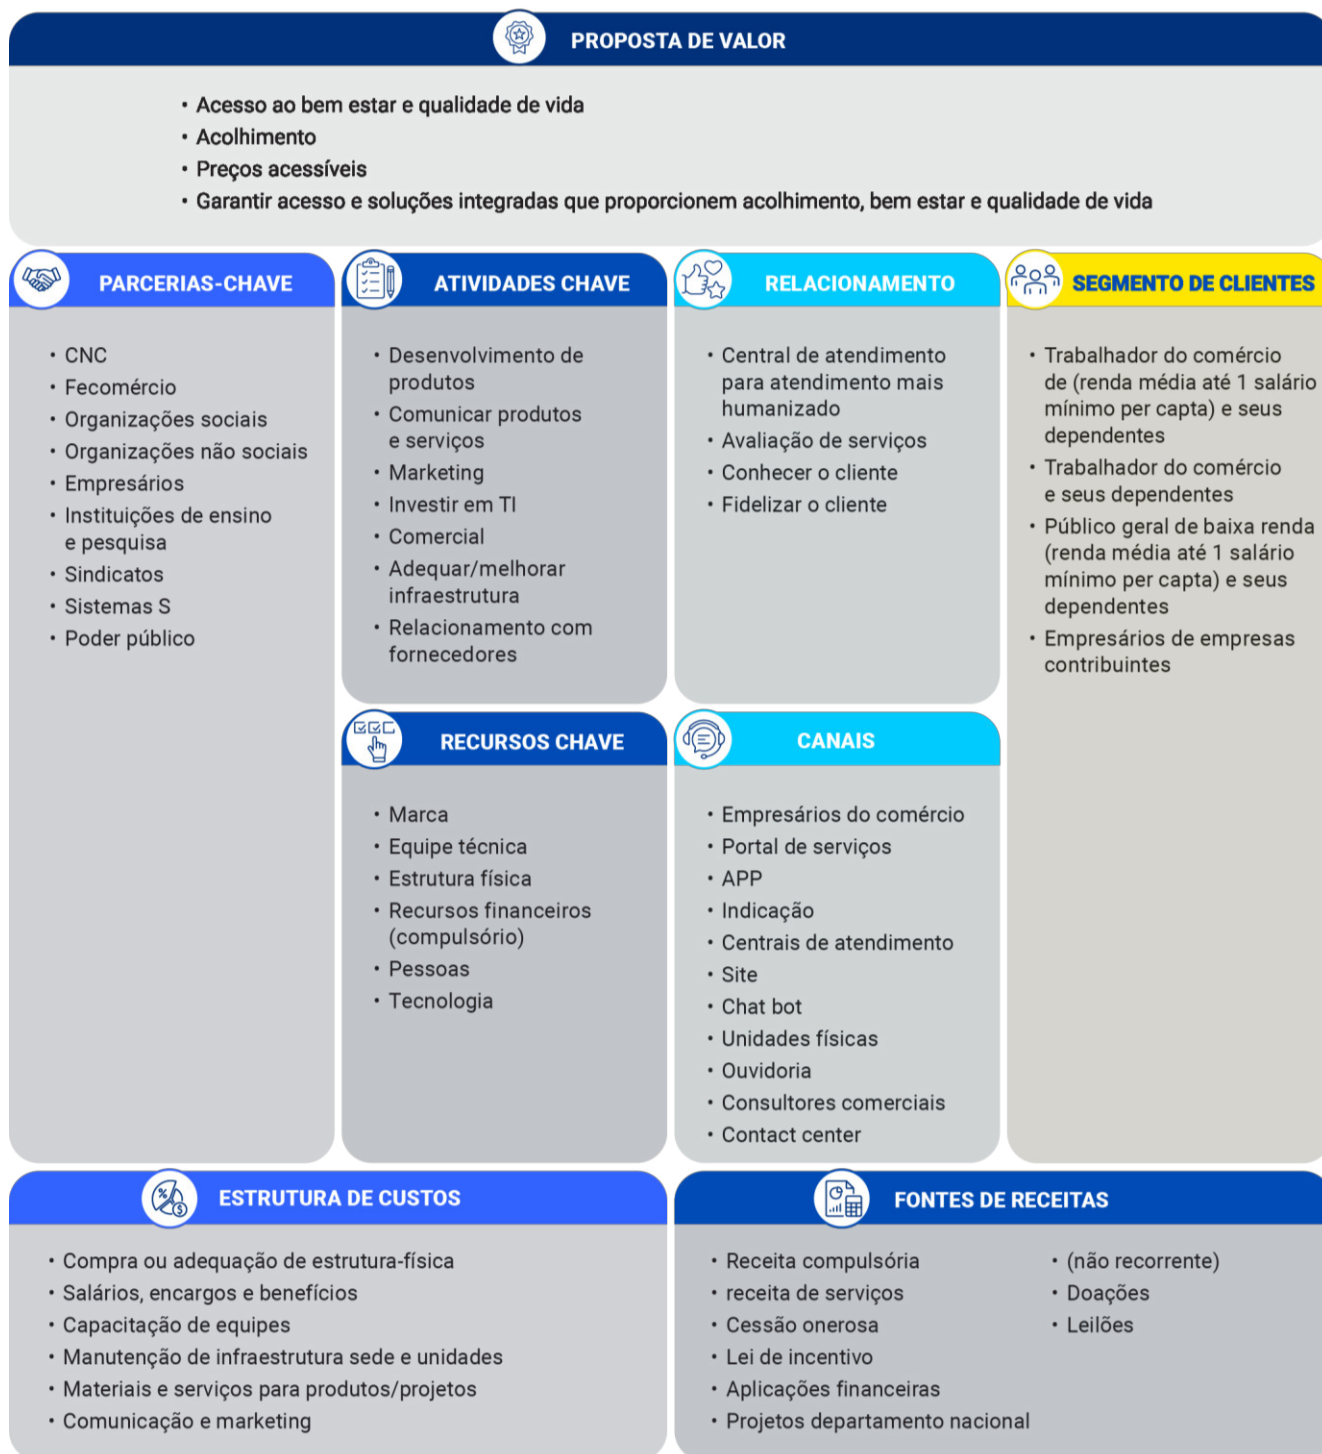 PROPOSTA DE VALOR
• Acesso ao bem estar e qualidade de vida
• Acolhimento
• Preços acessíveis
• Garantir acesso e soluções integradas que proporcionem acolhimento, bem estar e qualidade de vida
PARCERIAS-CHAVE
• CNC
• Fecomércio
• Organizações sociais
• Organizações não sociais
• Empresários
• Instituições de ensino
e pesquisa
• Sindicatos
• Sistemas S
• Poder público
ATIVIDADES CHAVE
• Desenvolvimento de
produtos
• Comunicar produtos
e serviços
• Marketing
• Investir em TI
• Comercial
• Adequar/melhorar
infraestrutura
• Relacionamento com
fornecedores
RELACIONAMENTO
• Central de atendimento
para atendimento mais
humanizado
• Avaliação de serviços
• Conhecer o cliente
• Fidelizar o cliente
SEGMENTO DE CLIENTES
• Trabalhador do comércio
de (renda média até 1 salário
mínimo per capta) e seus
dependentes
• Trabalhador do comércio
e seus dependentes
• Público geral de baixa renda
(renda média até 1 salário
mínimo per capta) e seus
dependentes
• Empresários de empresas
contribuintes
RECURSOS CHAVE
• Marca
• Equipe técnica
• Estrutura física
• Recursos financeiros
(compulsório)
• Pessoas
• Tecnologia
CANAIS
• Empresários do comércio
• Portal de serviços
• APP
• Indicação
• Centrais de atendimento
• Site
• Chat bot
• Unidades físicas
• Ouvidoria
• Consultores comerciais
• Contact center
ESTRUTURA DE CUSTOS
• Compra ou adequação de estrutura-física
• Salários, encargos e benefícios
• Capacitação de equipes
• Manutenção de infraestrutura sede e unidades
• Materiais e serviços para produtos/projetos
• Comunicação e marketing
FONTES DE RECEITAS
• Receita compulsória
• receita de serviços
• Cessão onerosa
• Lei de incentivo
• Aplicações financeiras
• Projetos departamento nacional
• (não recorrente)
• Doações
• Leilões